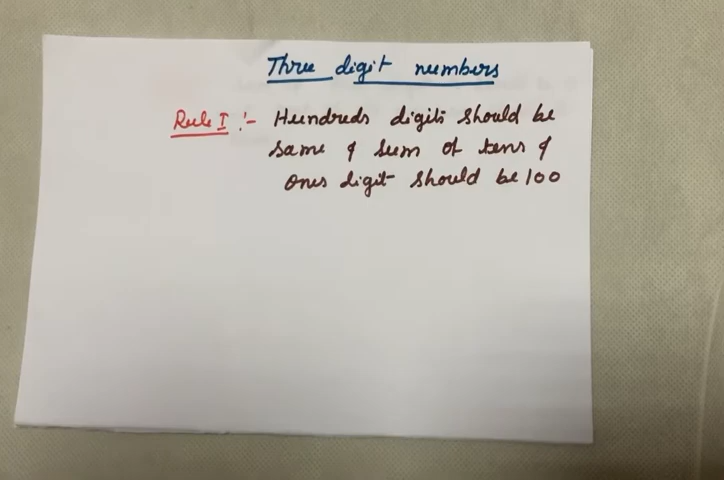 Three digit numbers
Rule I :- Hundreds digits should be
same & sum of tens &
ones digit should be 100